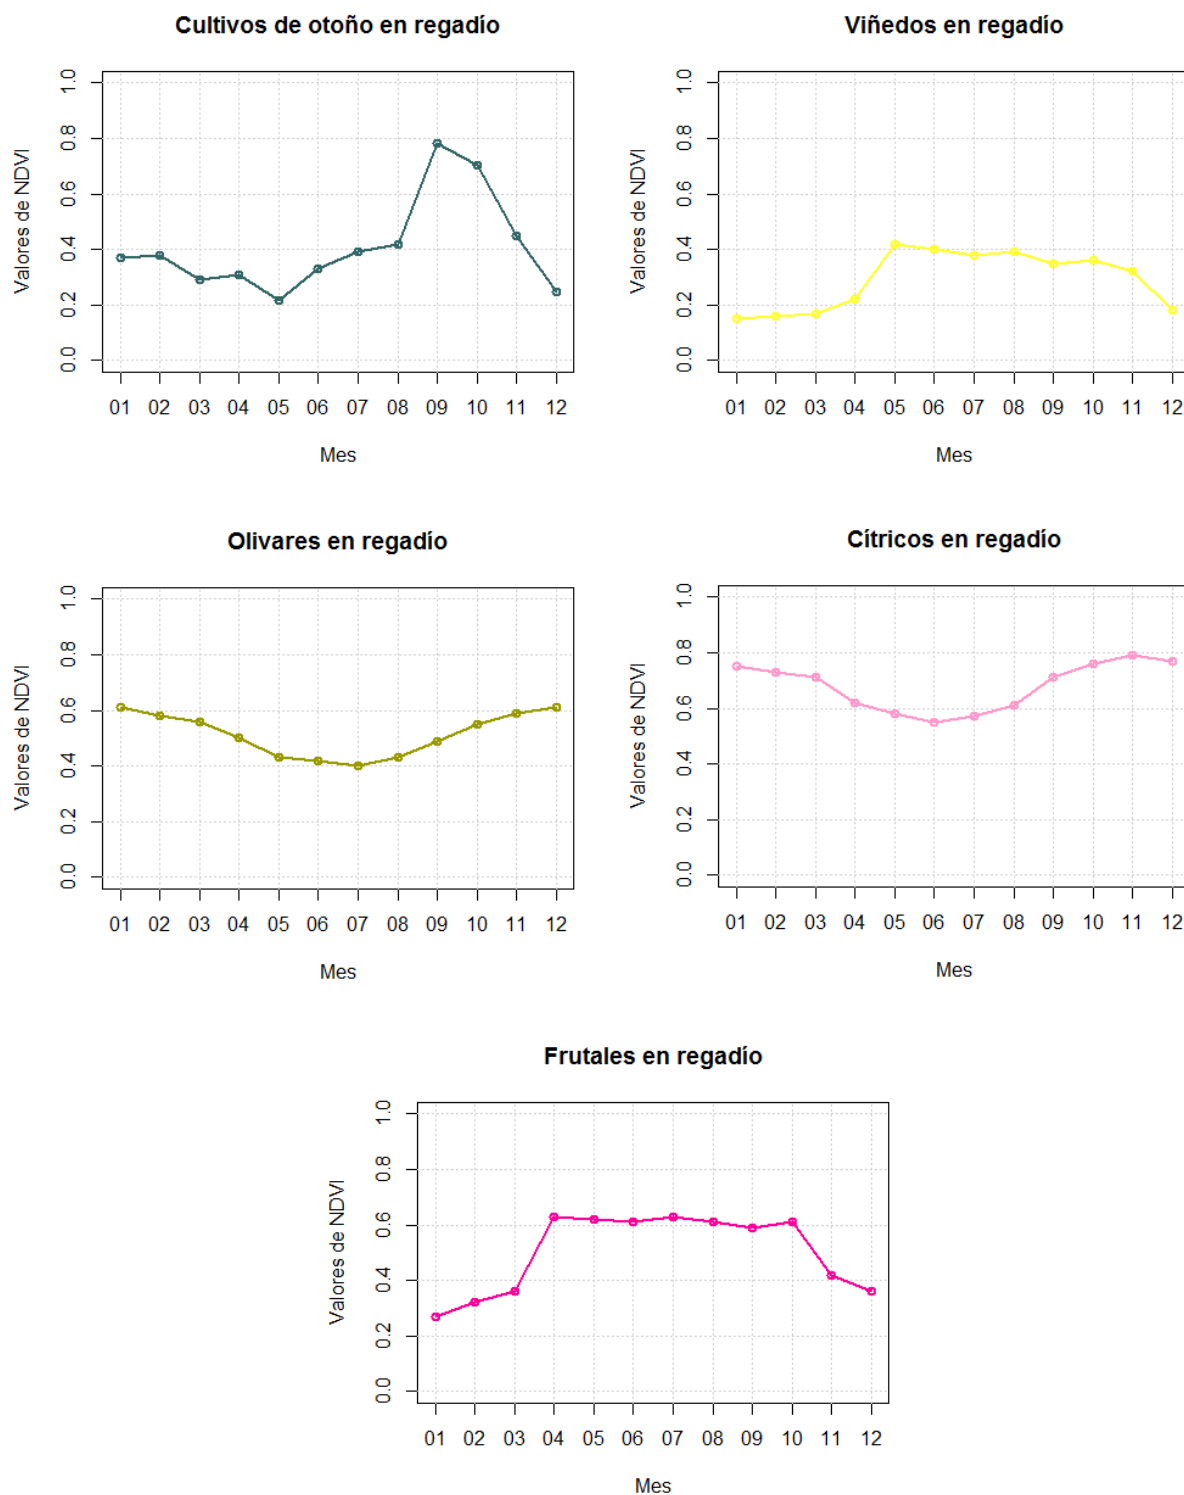 Cultivos de otoño en regadío
Valores de NDVI
1.0
0.8
0.6
0.4
0.2
0.0
01 02 03 04 05 06 07 08 09 10 11 12
Mes
Viñedos en regadío
Valores de NDVI
1.0
0.8
0.6
0.4
0.2
0.0
01 02 03 04 05 06 07 08 09 10 11 12
Mes
Olivares en regadío
Valores de NDVI
1.0
0.8
0.6
0.4
0.2
0.0
01 02 03 04 05 06 07 08 09 10 11 12
Mes
Cítricos en regadío
Valores de NDVI
1.0
0.8
0.6
0.4
0.2
0.0
01 02 03 04 05 06 07 08 09 10 11 12
Mes
Frutales en regadío
Valores de NDVI
1.0
0.8
0.6
0.4
0.2
0.0
01 02 03 04 05 06 07 08 09 10 11 12
Mes